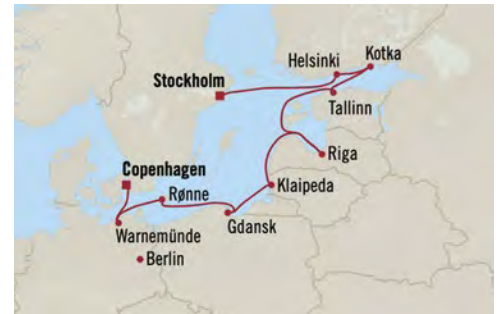 Helsinki
Kotka
Stockholm
Tallinn
Riga
Copenhagen
Rønne
Klaipeda
Gdansk
Warnemünde
Berlin